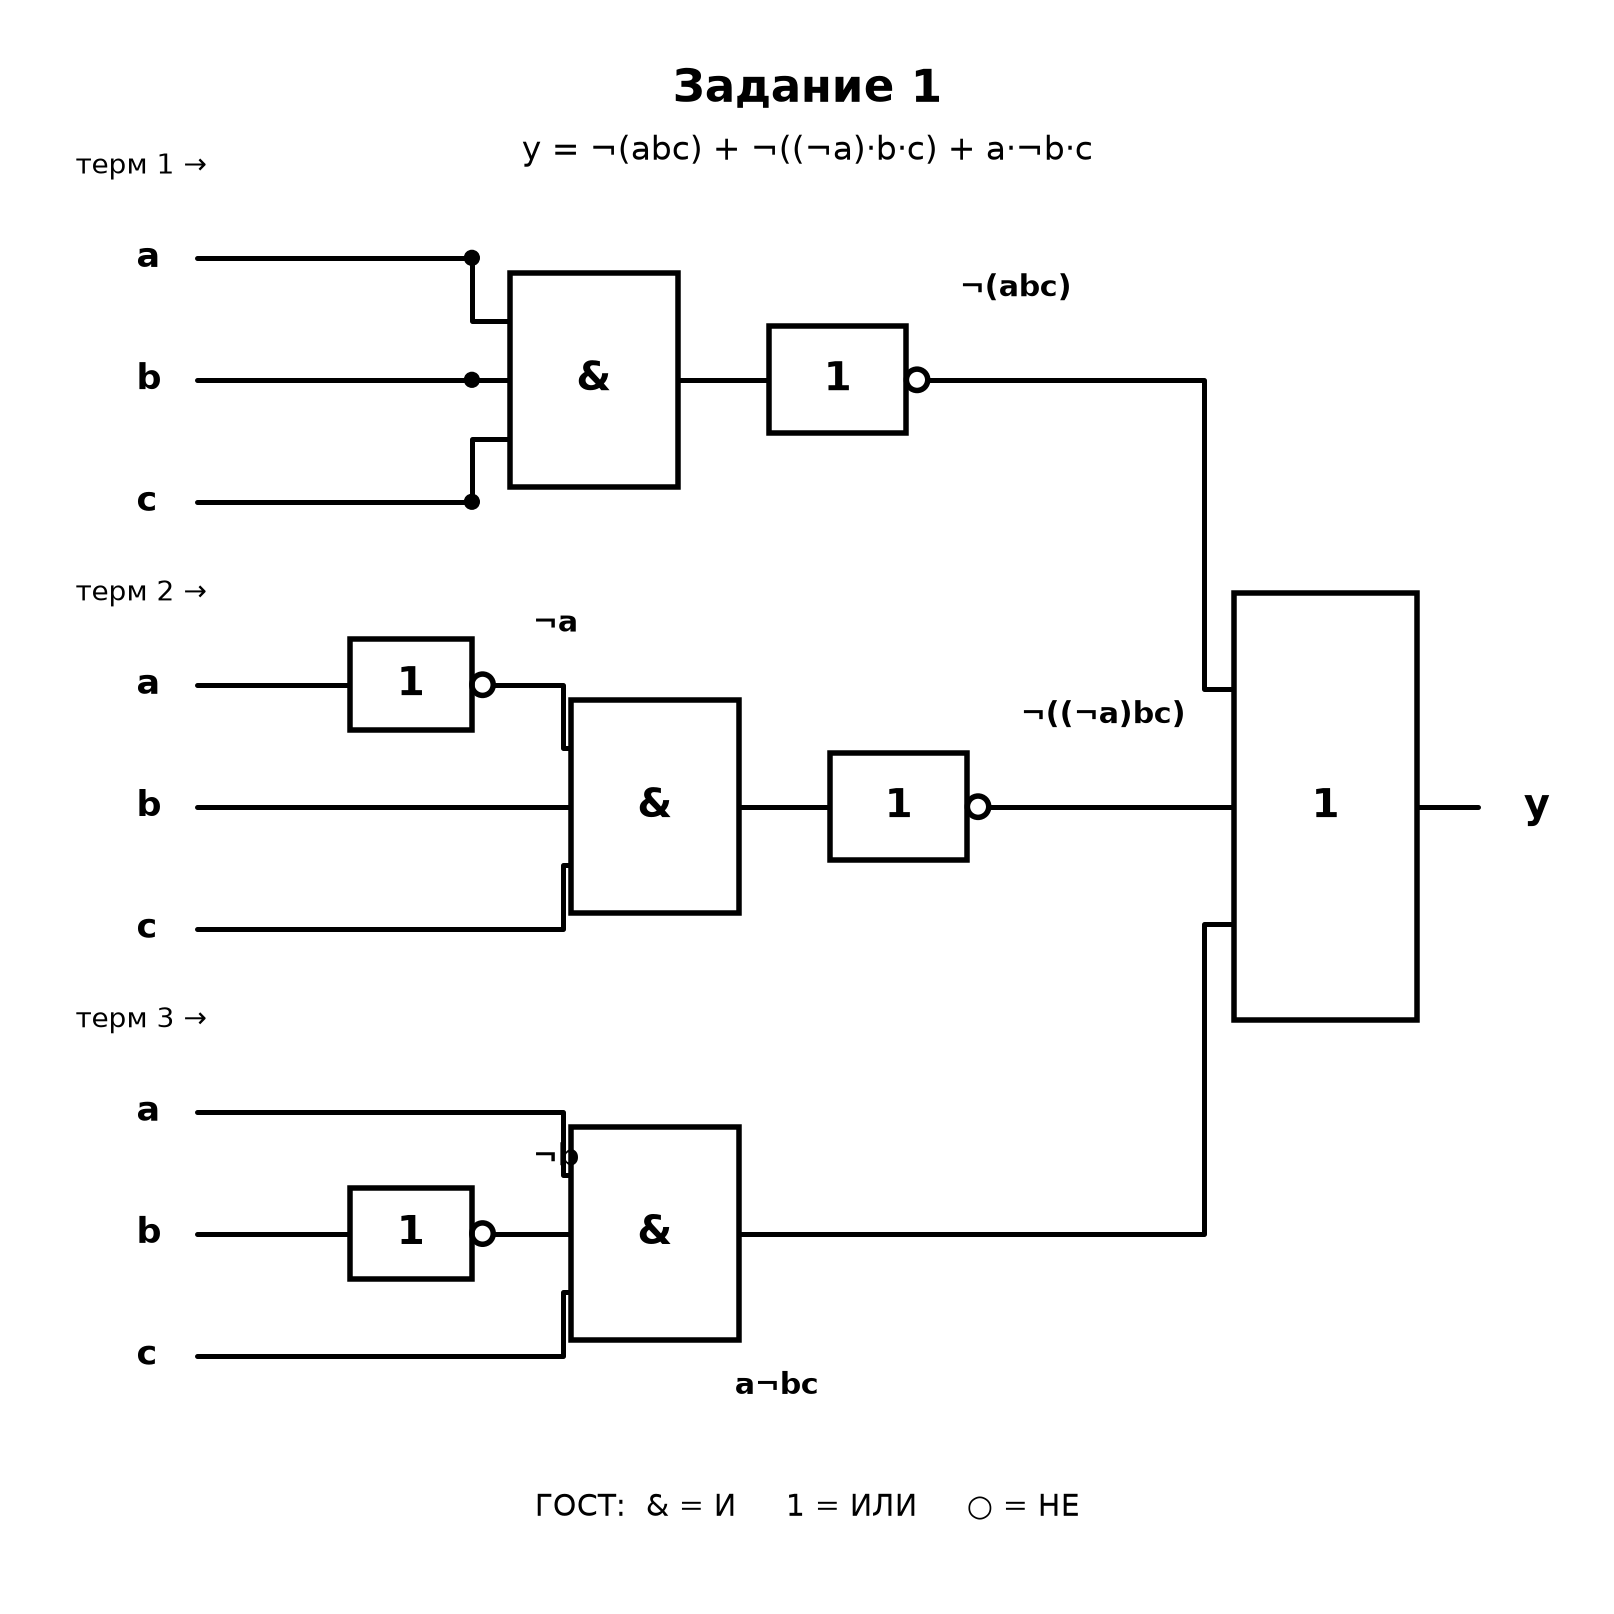 Задание 1
y = ¬(abc) + ¬((¬a)·b·c) + a·¬b·c
терм 1 →
a
¬(abc)
b
&
1
c
терм 2 →
¬a
a
1
¬((¬a)bc)
b
&
1
1
y
c
терм 3 →
a
¬b
b
1
&
c
a¬bc
ГОСТ: & = И 1 = ИЛИ ○ = НЕ